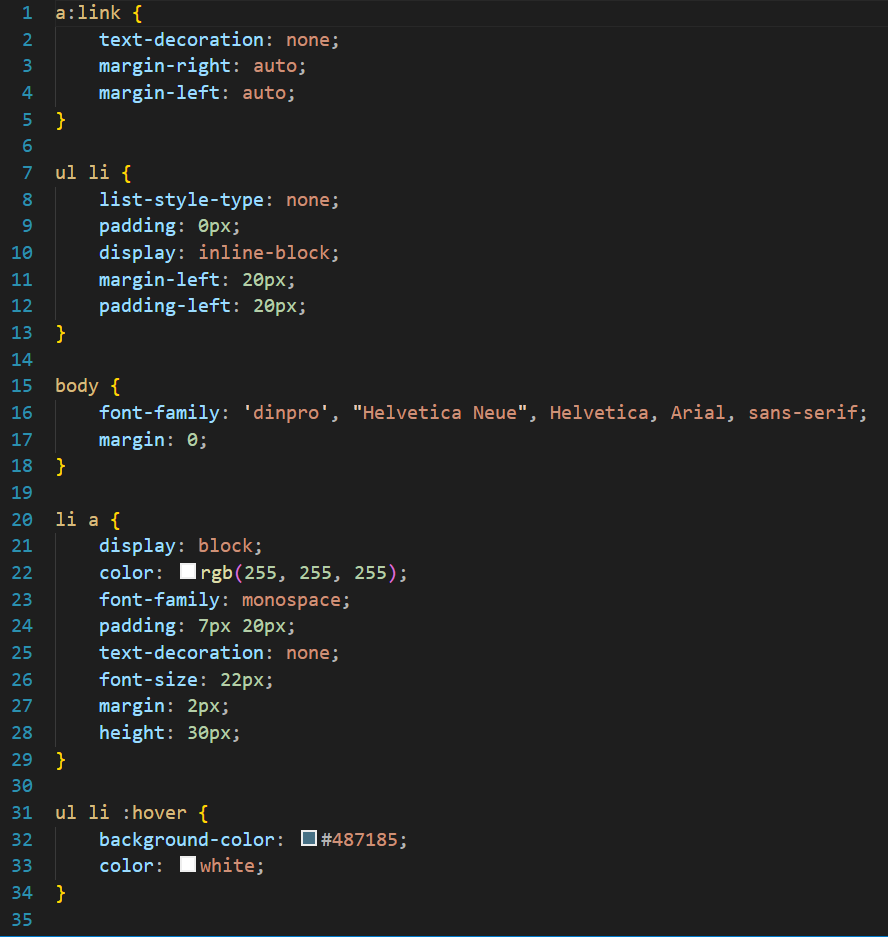 1 a:link {
2 text-decoration: none;
3 margin-right: auto;
4 margin-left: auto;
5 }
6
7 ul li {
8 list-style-type: none;
9 padding: 0px;
10 display: inline-block;
11 margin-left: 20px;
12 padding-left: 20px;
13 }
14
15 body {
16 font-family: 'dinpro', "Helvetica Neue", Helvetica, Arial, sans-serif;
17 margin: 0;
18 }
19
20 li a {
21 display: block;
22 color: rgb(255, 255, 255);
23 font-family: monospace;
24 padding: 7px 20px;
25 text-decoration: none;
26 font-size: 22px;
27 margin: 2px;
28 height: 30px;
29 }
30
31 ul li :hover {
32 background-color: #487185;
33 color: white;
34 }
35